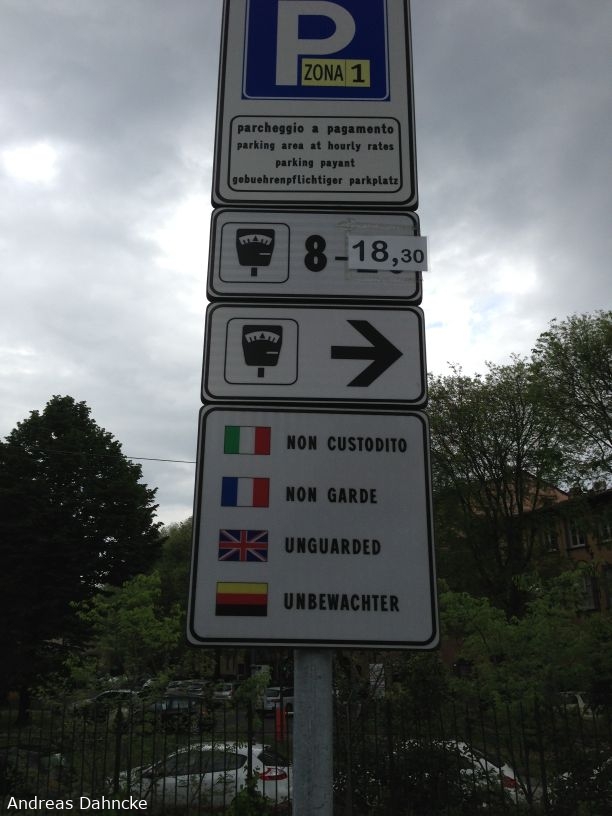 P
ZONA 1
parcheggio a pagamento
parking area at hourly rates
parking payant
gebuehrenpflichtiger parkplatz
8-18,30
NON CUSTODITO
NON GARDE
UNGUARDED
UNBEWACHTER
Andreas Dahncke